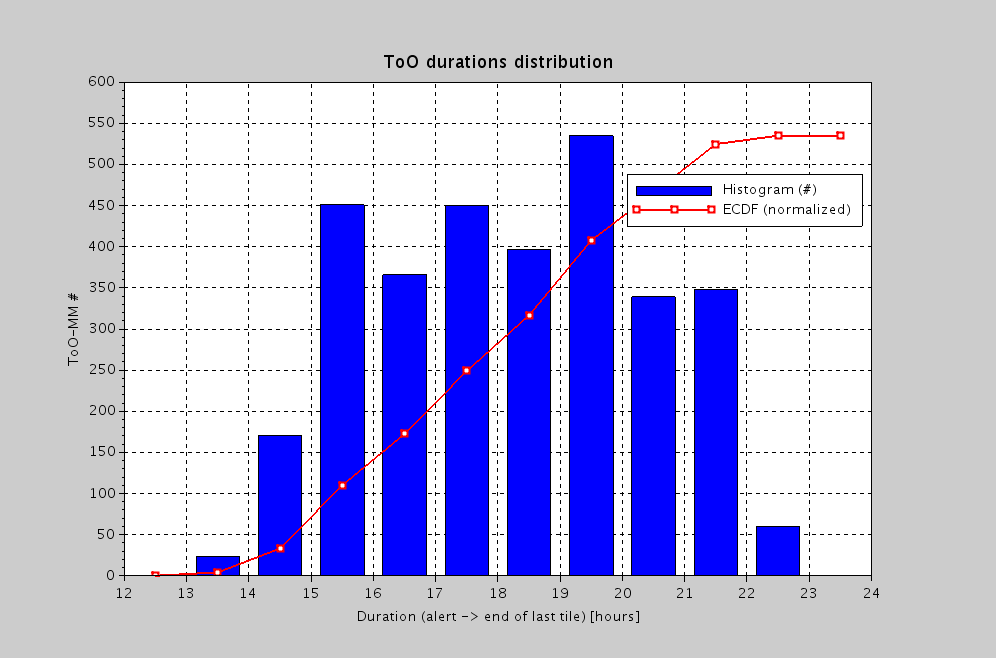 ToO durations distribution
600
550
500
450
400
350
300
250
200
150
100
50
0
ToO-MM #
Histogram (#)
ECDF (normalized)
12 13 14 15 16 17 18 19 20 21 22 23 24
Duration (alert -> end of last tile) [hours]